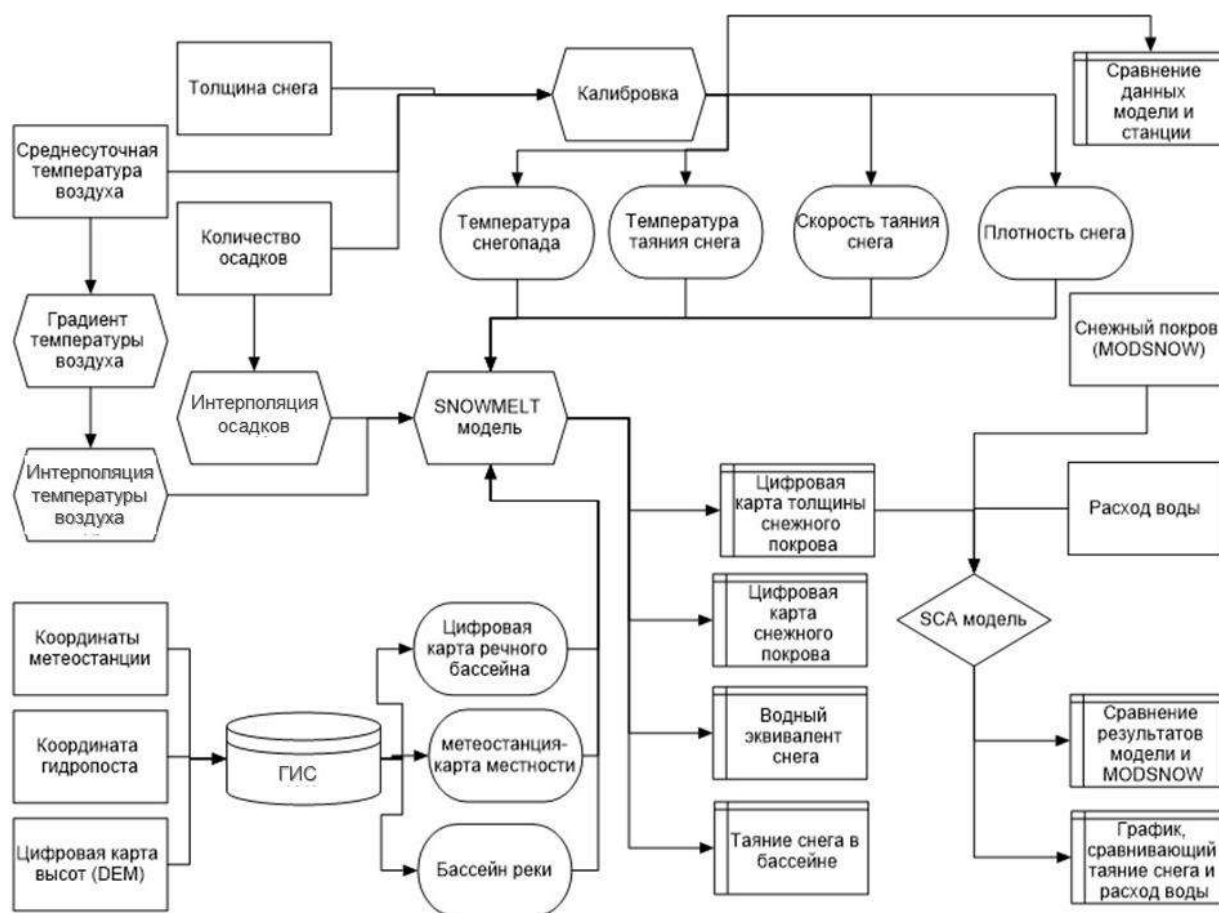 Толщина снега
Калибровка
Сравнение
данных
модели и
станции
Среднесуточная
температура
воздуха
Количество
осадков
Температура
снегопада
Температура
таяния снега
Скорость таяния
снега
Плотность снега
Градиент
температуры
воздуха
Снежный покров
(MODSNOW)
Интерполяция
осадков
SNOWMELT
модель
Интерполяция
температуры
воздуха
Цифровая
карта толщины
снежного
покрова
Расход воды
Цифровая
карта
снежного
покрова
SCA модель
Координаты
метеостанции
Цифровая
карта речного
бассейна
Координата
гидропоста
ГИС
метеостанция-
карта местности
Водный
эквивалент
снега
Сравнение
результатов
модели и
MODSNOW
Цифровая карта
высот (DEM)
Бассейн реки
Таяние снега в
бассейне
График,
сравнивающий
таяние снега и
расход воды